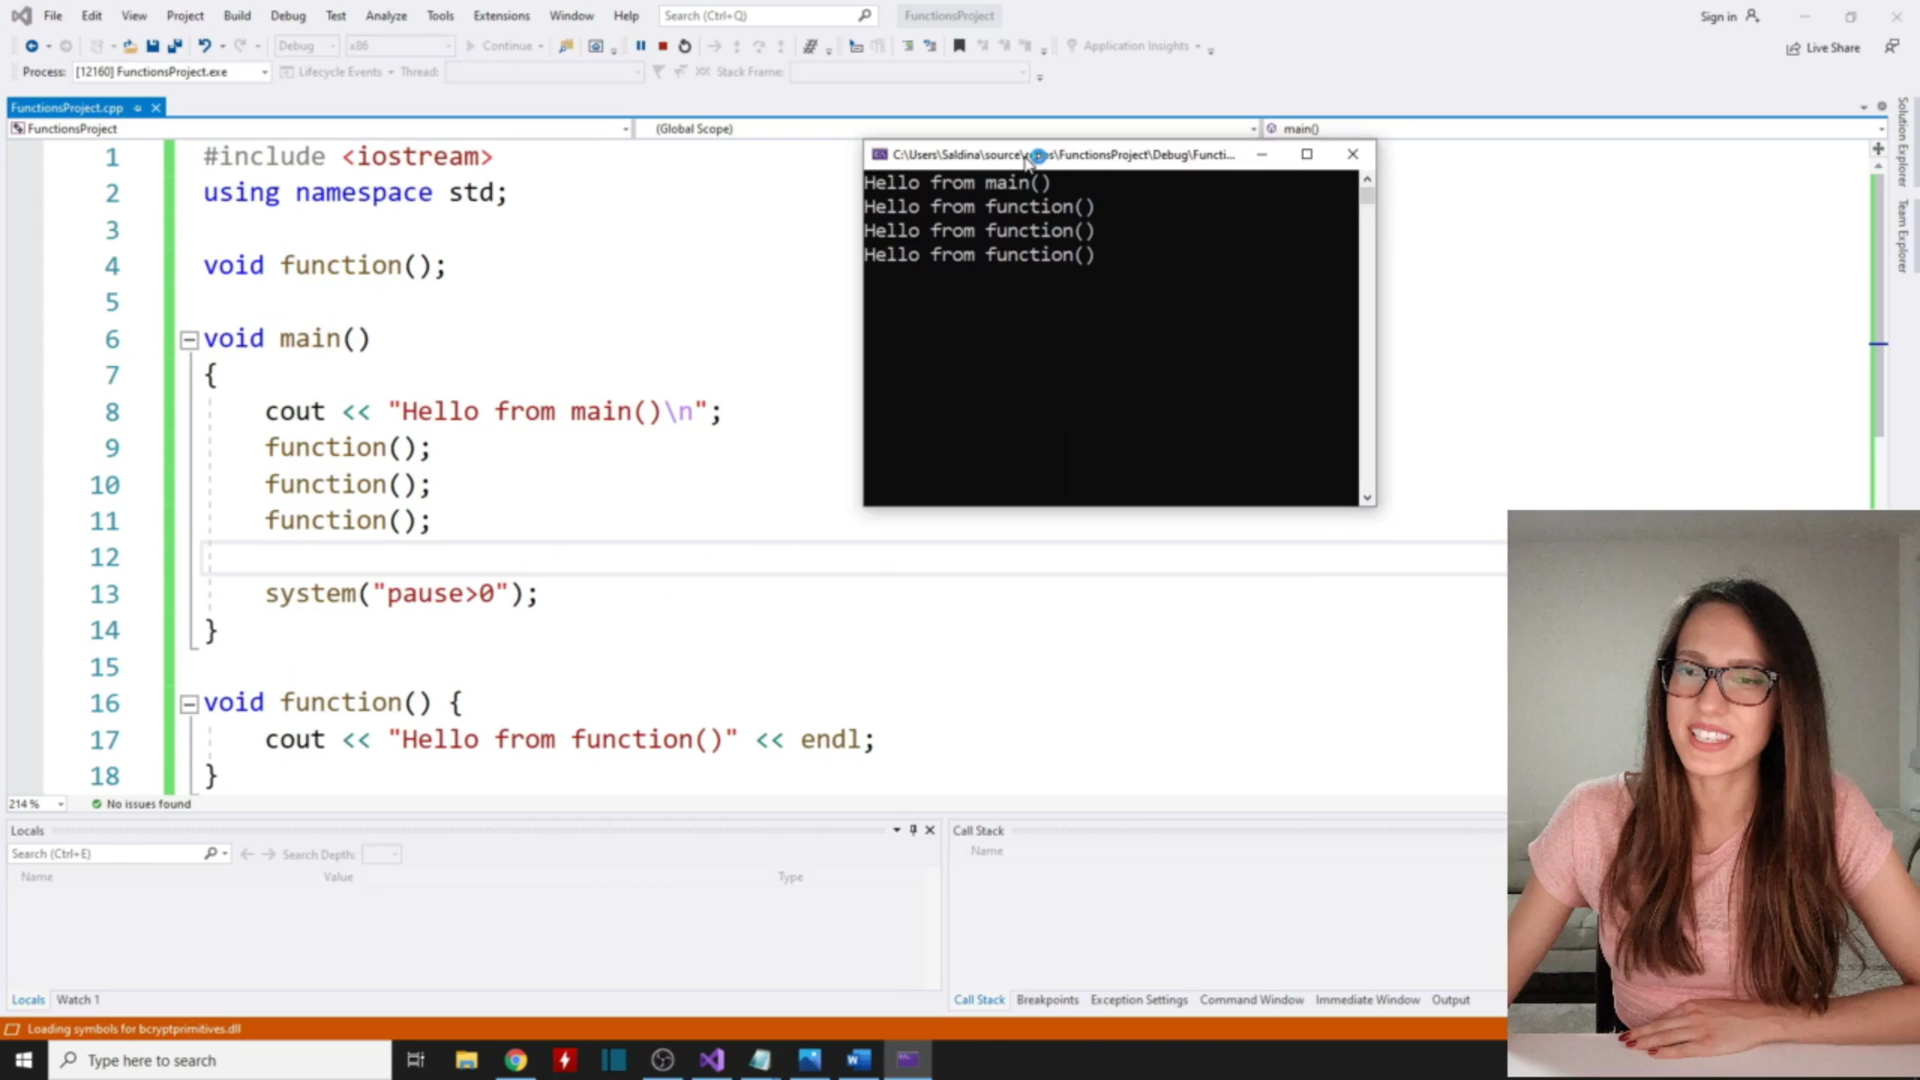 File Edit View Project Build Debug Test Analyze Tools Extensions Window Help Search (Ctrl+Q) FunctionsProject Sign in
Debug x86 Continue Application Insights Live Share
Process: [12160] FunctionsProject.exe Lifecycle Events Thread: Stack Frame:
FunctionsProject.cpp
FunctionsProject (Global Scope) main()
1 #include <iostream>
2 using namespace std;
3
4 void function();
5
6 void main()
7 {
8 cout << "Hello from main()\n";
9 function();
10 function();
11 function();
12
13 system("pause>0");
14 }
15
16 void function() {
17 cout << "Hello from function()" << endl;
18 }
C:\Users\Saldina\source\repos\FunctionsProject\Debug\Functi...
Hello from main()
Hello from function()
Hello from function()
Hello from function()
Solution Explorer
Team Explorer
214 % No issues found
Locals
Search (Ctrl+E) Search Depth:
Name Value Type
Locals Watch 1
Call Stack
Name
Call Stack Breakpoints Exception Settings Command Window Immediate Window Output
Loading symbols for bcryptprimitives.dll
Type here to search